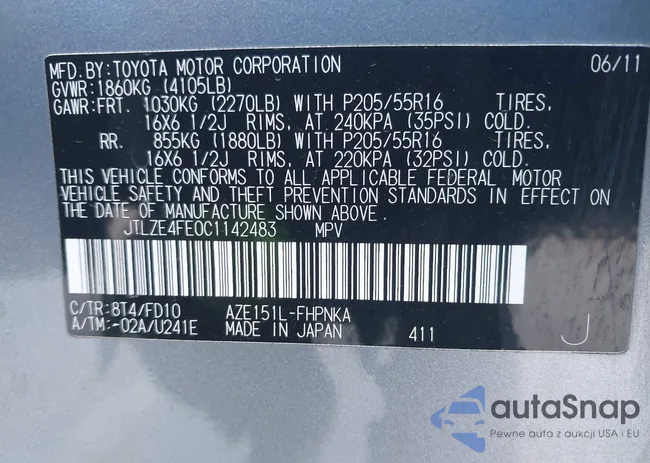 MFD.BY:TOYOTA MOTOR CORPORATION 06/11
GVWR:1860KG (4105LB)
GAWR:FRT. 1030KG (2270LB) WITH P205/55R16 TIRES,
16X6 1/2J RIMS, AT 240KPA (35PSI) COLD.
RR. 855KG (1880LB) WITH P205/55R16 TIRES,
16X6 1/2J RIMS, AT 220KPA (32PSI) COLD.
THIS VEHICLE CONFORMS TO ALL APPLICABLE FEDERAL MOTOR
VEHICLE SAFETY AND THEFT PREVENTION STANDARDS IN EFFECT ON
THE DATE OF MANUFACTURE SHOWN ABOVE.
JTLZE4FE0C1142483 MPV
C/TR:8T4/FD10 AZE151L-FHPNKA
A/TM:-02A/U241E MADE IN JAPAN 411 J
autaSnap
Pewne auta z aukcji USA i EU